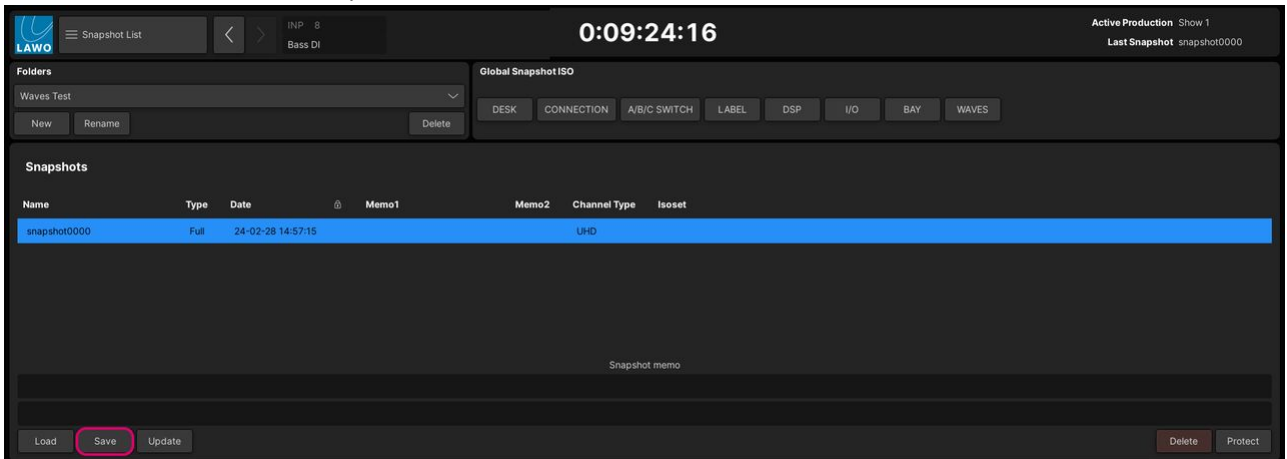 LAWO
Snapshot List
INP 8
Bass DI
0:09:24:16
Active Production Show 1
Last Snapshot snapshot0000
Folders
Waves Test
New Rename Delete
Global Snapshot ISO
DESK CONNECTION A/B/C SWITCH LABEL DSP I/O BAY WAVES
Snapshots
Name Type Date Memo1 Memo2 Channel Type Isoset
snapshot0000 Full 24-02-28 14:57:15 UHD
Snapshot memo
Load Save Update Delete Protect